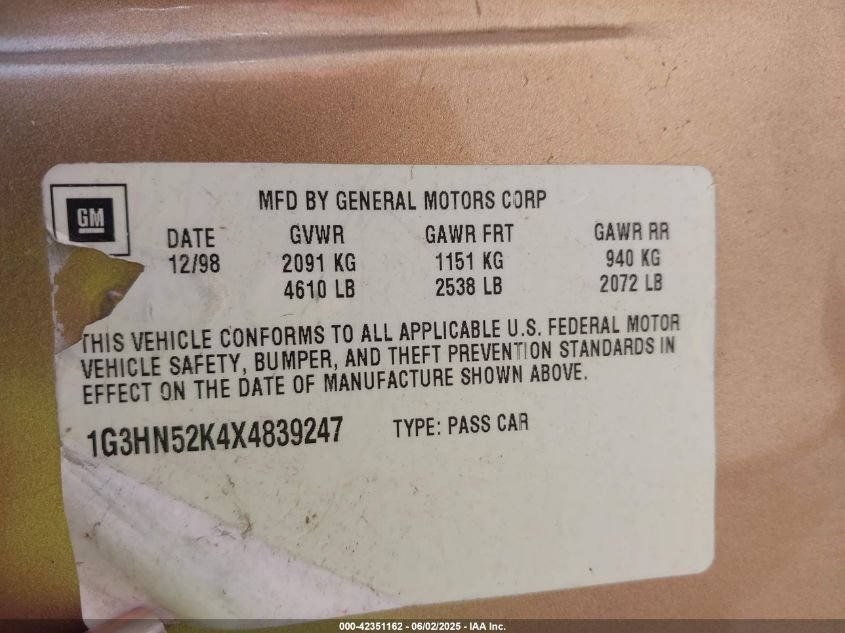 GM
MFD BY GENERAL MOTORS CORP
DATE GVWR GAWR FRT GAWR RR
12/98 2091 KG 1151 KG 940 KG
4610 LB 2538 LB 2072 LB
THIS VEHICLE CONFORMS TO ALL APPLICABLE U.S. FEDERAL MOTOR
VEHICLE SAFETY, BUMPER, AND THEFT PREVENTION STANDARDS IN
EFFECT ON THE DATE OF MANUFACTURE SHOWN ABOVE.
1G3HN52K4X4839247 TYPE: PASS CAR
000-42351162 - 06/02/2025 - IAA Inc.